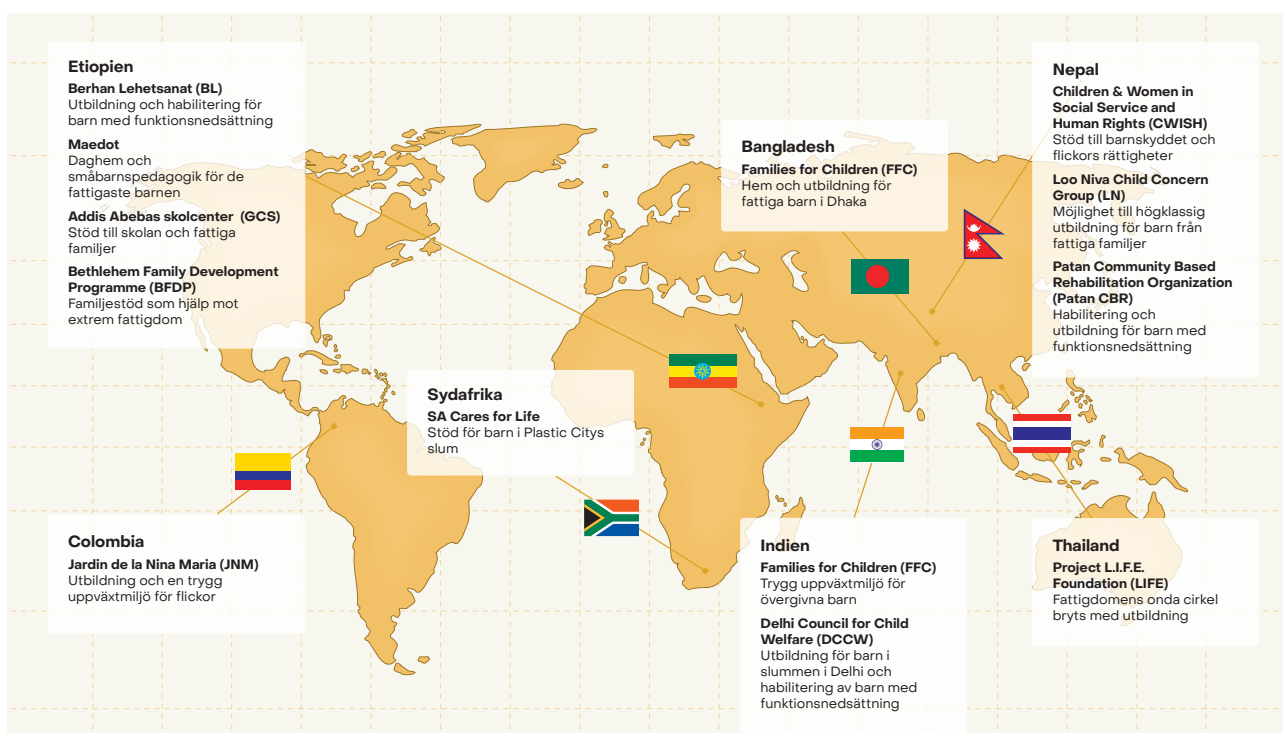 Etiopien
Berhan Lehetsanat (BL)
Utbildning och habilitering för
barn med funktionsnedsättning
Maedot
Daghem och
småbarnspedagogik för de
fattigaste barnen
Addis Abebas skolcenter (GCS)
Stöd till skolan och fattiga
familjer
Bethlehem Family Development
Programme (BFDP)
Familjestöd som hjälp mot
extrem fattigdom
Colombia
Jardin de la Nina Maria (JNM)
Utbildning och en trygg
uppväxtmiljö för flickor
Sydafrika
SA Cares for Life
Stöd för barn i Plastic Citys
slum
Bangladesh
Families for Children (FFC)
Hem och utbildning för
fattiga barn i Dhaka
Indien
Families for Children (FFC)
Trygg uppväxtmiljö för
övergivna barn
Delhi Council for Child
Welfare (DCCW)
Utbildning för barn i
slummen i Delhi och
habilitering av barn med
funktionsnedsättning
Nepal
Children & Women in
Social Service and
Human Rights (CWISH)
Stöd till barnskyddet och
flickors rättigheter
Loo Niva Child Concern
Group (LN)
Möjlighet till högklassig
utbildning för barn från
fattiga familjer
Patan Community Based
Rehabilitation Organization
(Patan CBR)
Habilitering och
utbildning för barn med
funktionsnedsättning
Thailand
Project L.I.F.E.
Foundation (LIFE)
Fattigdomens onda cirkel
bryts med utbildning